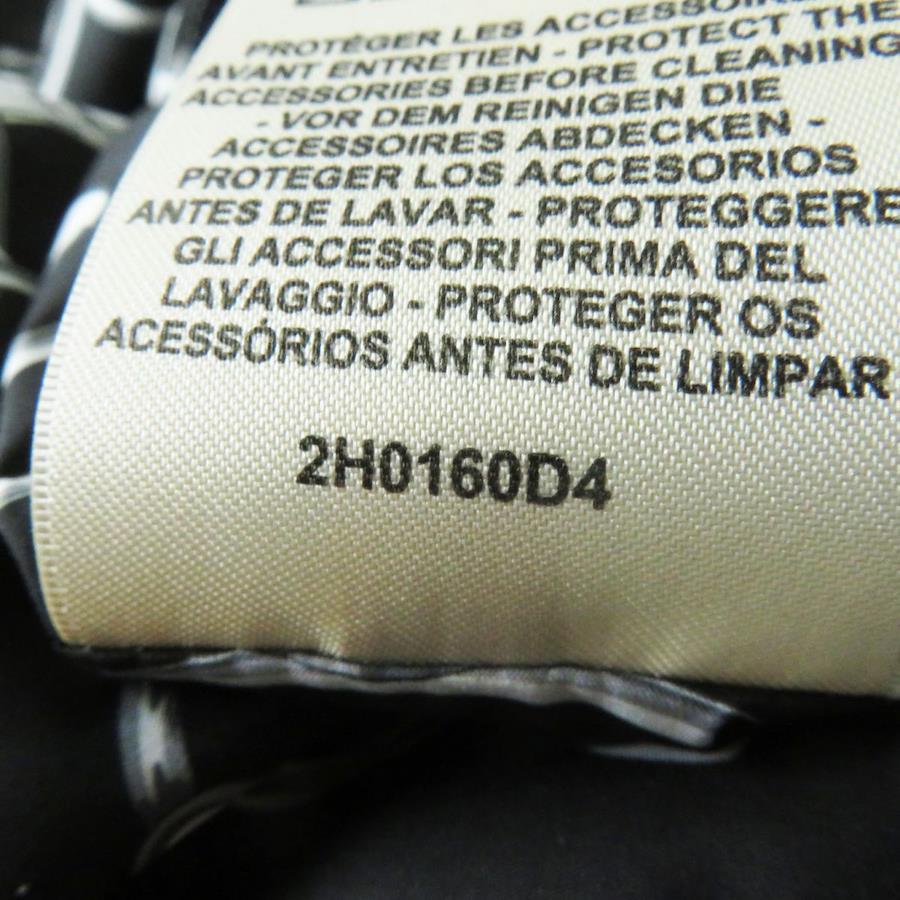 PROTÉGER LES ACCESSOIRES
AVANT ENTRETIEN - PROTECT THE
ACCESSORIES BEFORE CLEANING
- VOR DEM REINIGEN DIE
ACCESSOIRES ABDECKEN -
PROTEGER LOS ACCESORIOS
ANTES DE LAVAR - PROTEGGERE
GLI ACCESSORI PRIMA DEL
LAVAGGIO - PROTEGER OS
ACESSÓRIOS ANTES DE LIMPAR
2H0160D4